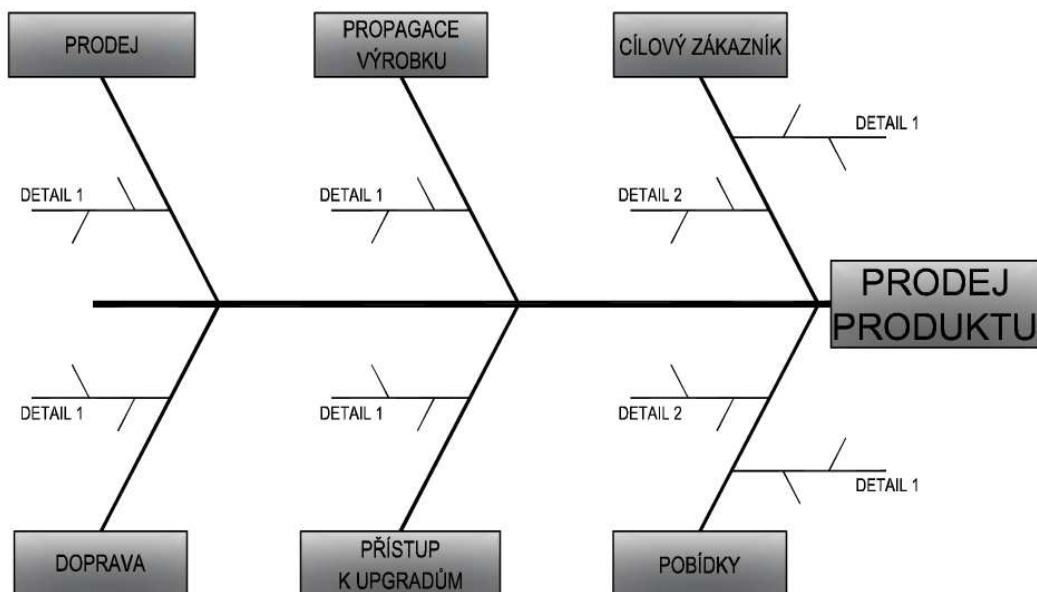 PRODEJ
PROPAGACE
VÝROBKU
CÍLOVÝ ZÁKAZNÍK
DETAIL 1
DETAIL 1
DETAIL 1
DETAIL 2
PRODEJ
PRODUKTU
DETAIL 1
DETAIL 1
DETAIL 2
DETAIL 1
DOPRAVA
PŘÍSTUP
K UPGRADŮM
POBÍDKY